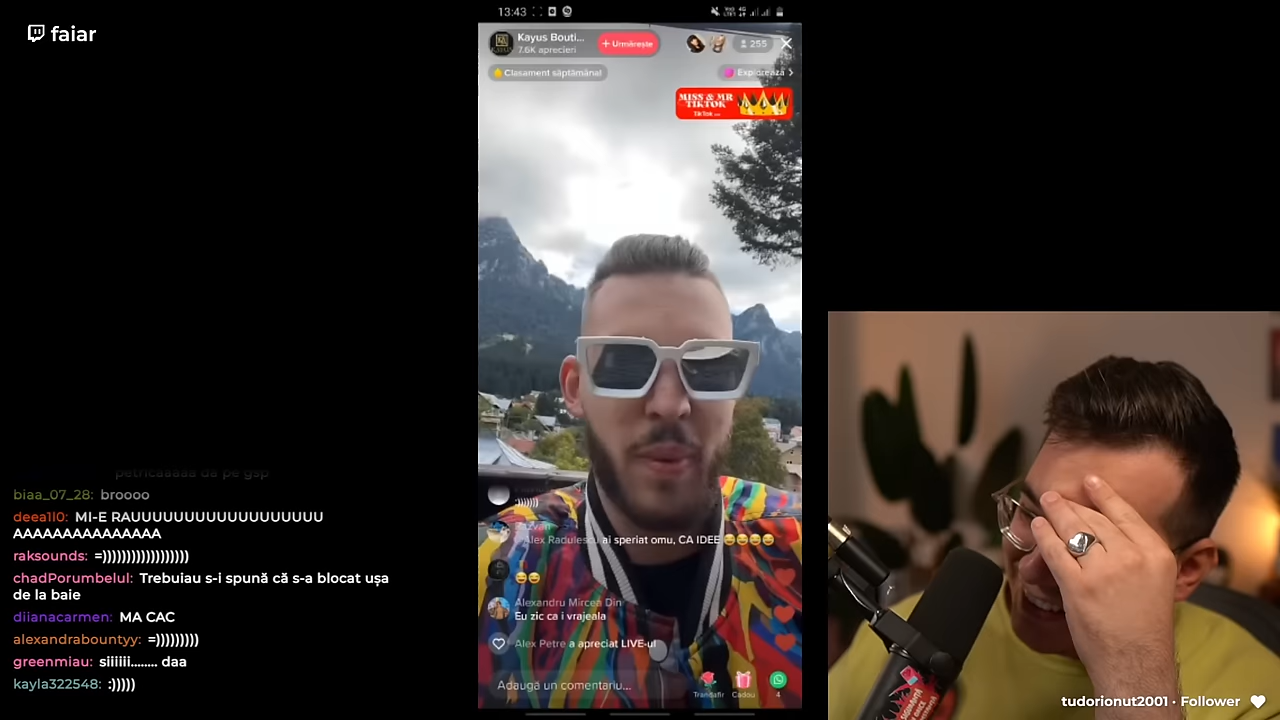 faiar
petricaaaaa da pe gsp
biaa_07_28: broooo
deea1l0: MI-E RAUUUUUUUUUUUUUUUUUU
AAAAAAAAAAAAAAA
raksounds: =))))))))))))))))))
chadPorumbelul: Trebuiau s-i spună că s-a blocat ușa
de la baie
diianacarmen: MA CAC
alexandrabountyy: =)))))))))
greenmiau: siiiiii........ daa
kayla322548: :)))))
13:43
Kayus Bouti...
7.6K aprecieri
+ Urmărește
255
Clasament săptămânal
Explorează
MISS & MR
TIKTOK
:)))))))
Alex Radulescu ai speriat omu, CA IDEE 😂😂😂😂
😂😂
Alexandru Mircea Din
Eu zic ca i vrajeala
Alex Petre a apreciat LIVE-ul
Adaugă un comentariu...
Trandafir
Cadou
4
tudorionut2001 · Follower